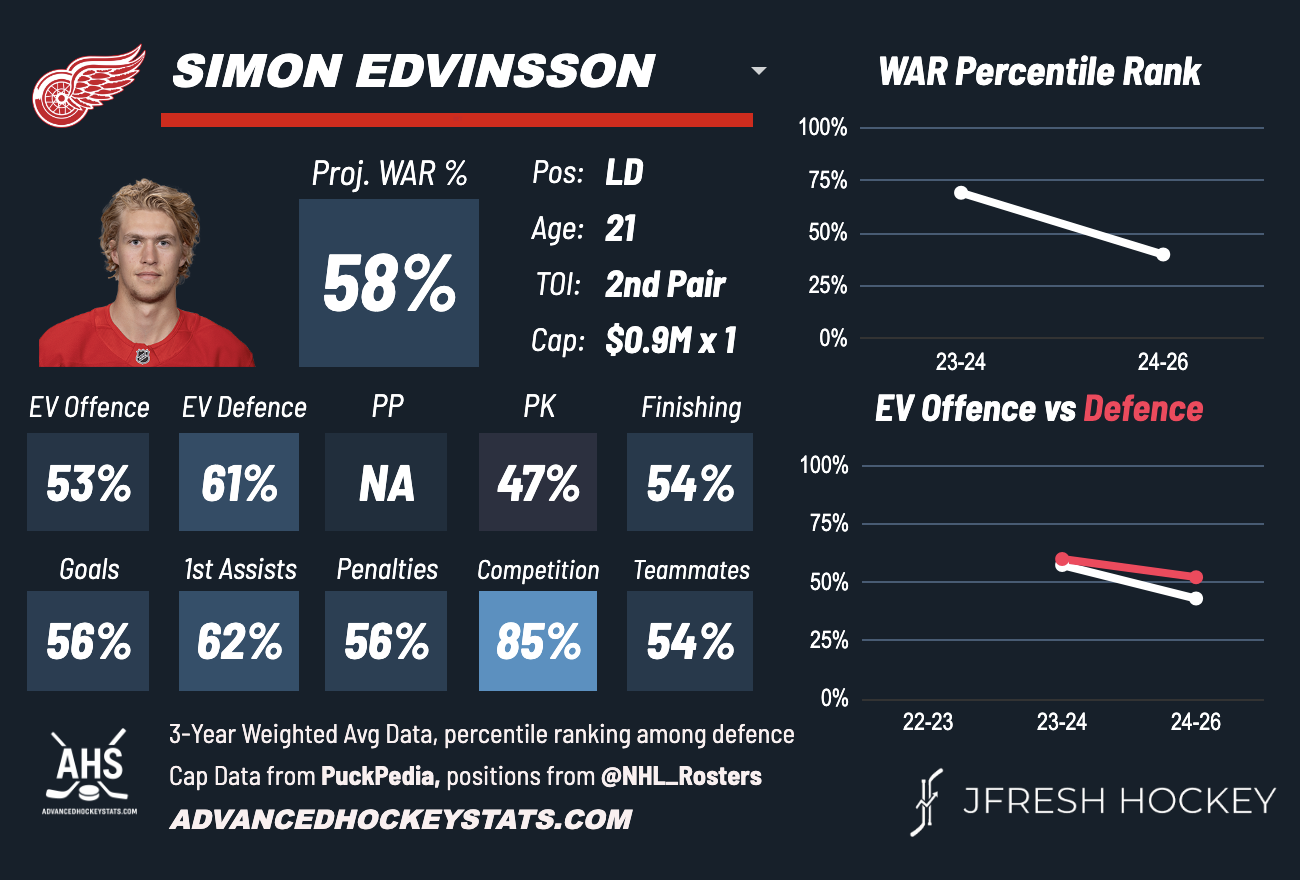 SIMON EDVINSSON
Proj. WAR %
58%
Pos: LD
Age: 21
TOI: 2nd Pair
Cap: $0.9M x 1
EV Offence EV Defence PP PK Finishing
53% 61% NA 47% 54%
Goals 1st Assists Penalties Competition Teammates
56% 62% 56% 85% 54%
WAR Percentile Rank
100%
75%
50%
25%
0%
23-24 24-26
EV Offence vs Defence
100%
75%
50%
25%
0%
22-23 23-24 24-26
AHS
ADVANCEDHOCKEYSTATS.COM
3-Year Weighted Avg Data, percentile ranking among defence
Cap Data from PuckPedia, positions from @NHL_Rosters
ADVANCEDHOCKEYSTATS.COM
JFRESH HOCKEY